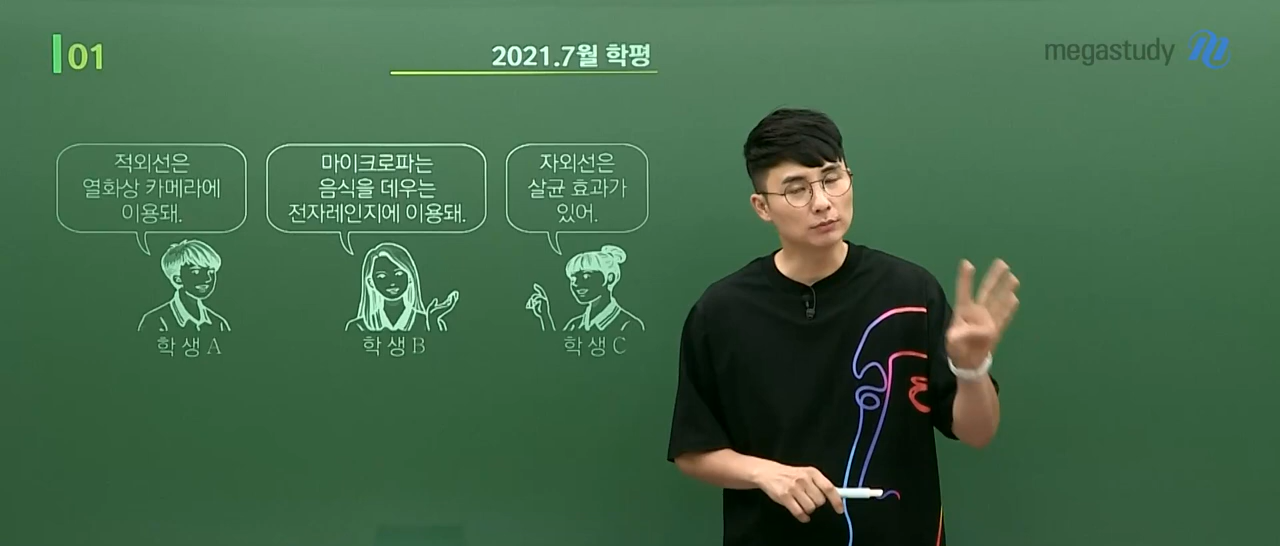 01
2021.7월 학평
megastudy
적외선은
열화상 카메라에
이용돼.
마이크로파는
음식을 데우는
전자레인지에 이용돼.
자외선은
살균 효과가
있어.
학생 A
학생 B
학생 C